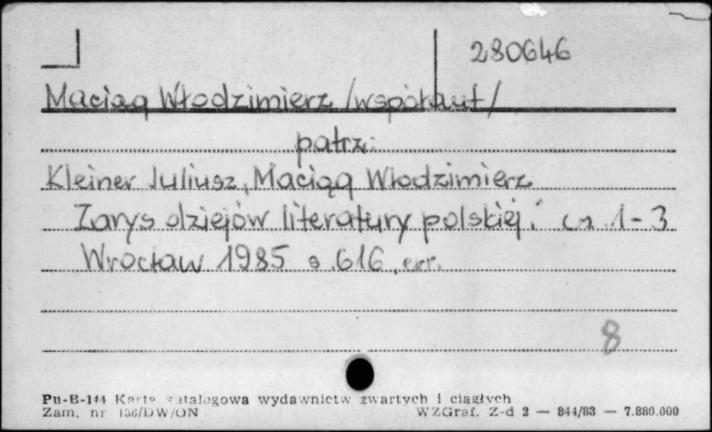 280646
Maciąg Włodzimierz /współaut/
patrz:
Kleiner Juliusz, Maciąg Włodzimierz
Zarys dziejów literatury polskiej. cz 1-3
Wrocław 1985 s. 616, err.
8
Pu-B-144 Karta katalogowa wydawnictw zwartych i ciągłych
Zam. nr 136/DW/ON WZGraf. Z-d 2 — 844/83 — 7.880.000